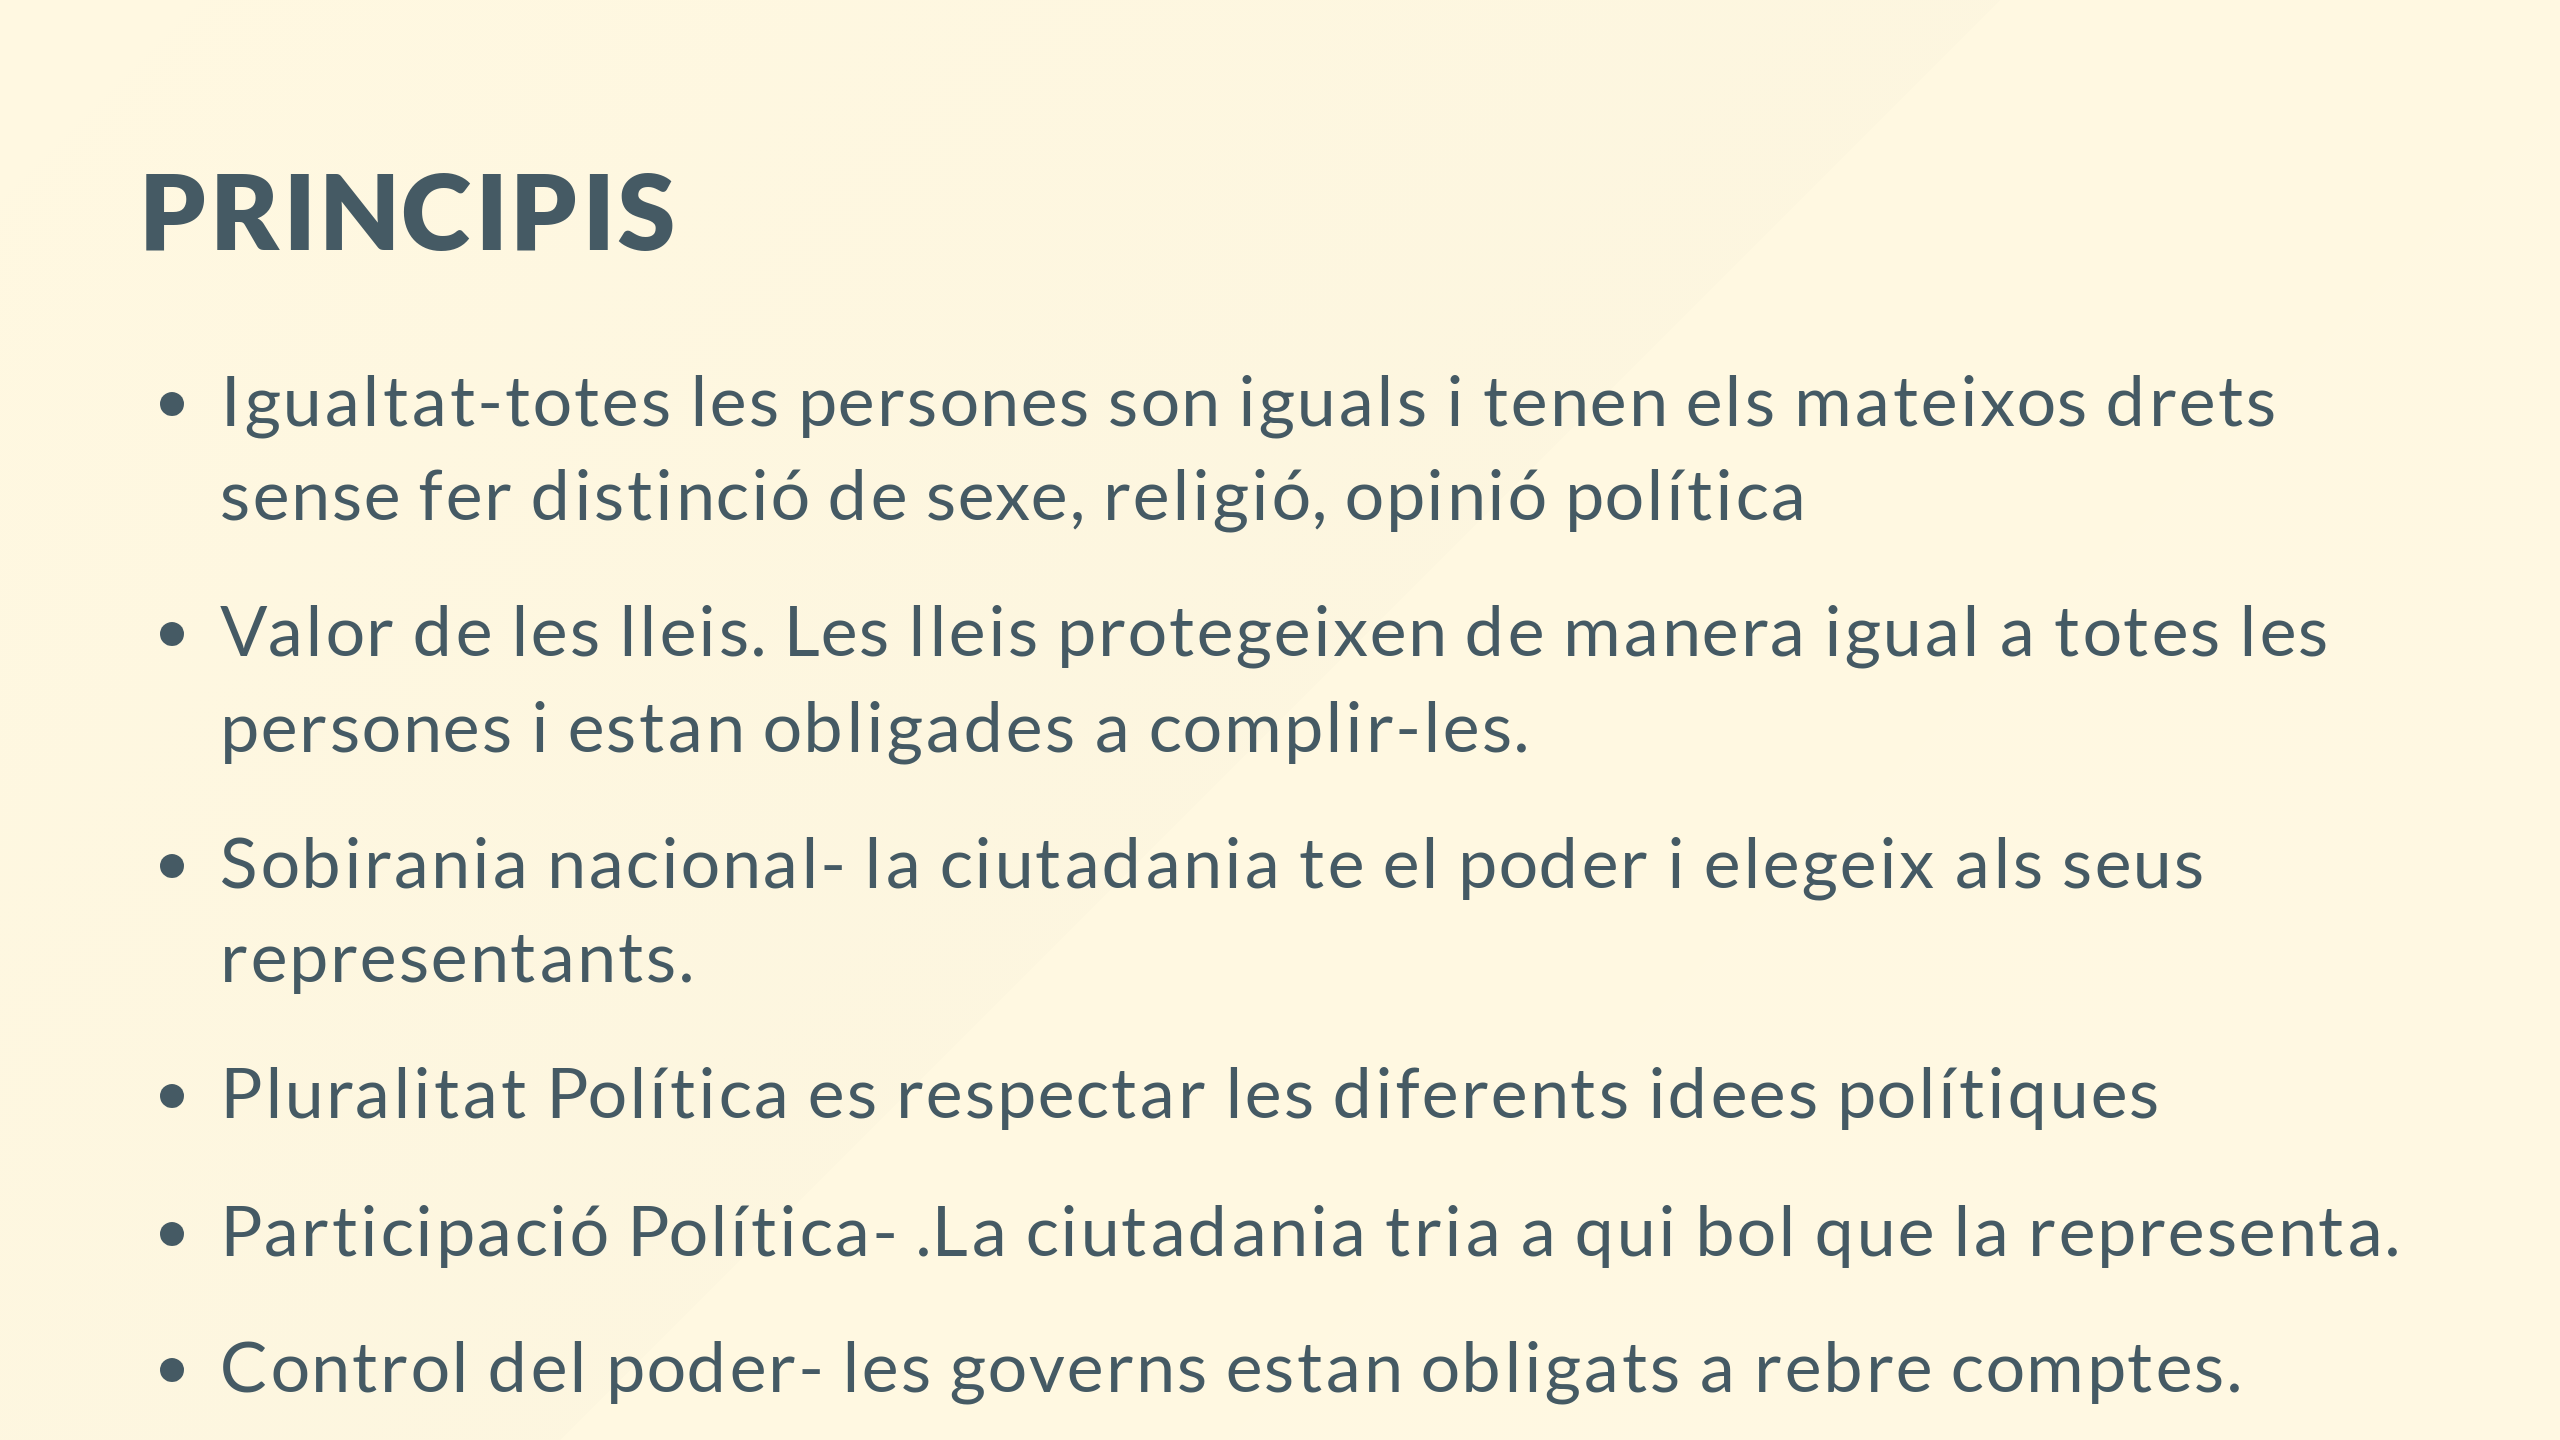 PRINCIPIS
• Igualtat-totes les persones son iguals i tenen els mateixos drets
sense fer distinció de sexe, religió, opinió política
• Valor de les lleis. Les lleis protegeixen de manera igual a totes les
persones i estan obligades a complir-les.
• Sobirania nacional- la ciutadania te el poder i elegeix als seus
representants.
• Pluralitat Política es respectar les diferents idees polítiques
• Participació Política- .La ciutadania tria a qui bol que la representa.
• Control del poder- les governs estan obligats a rebre comptes.